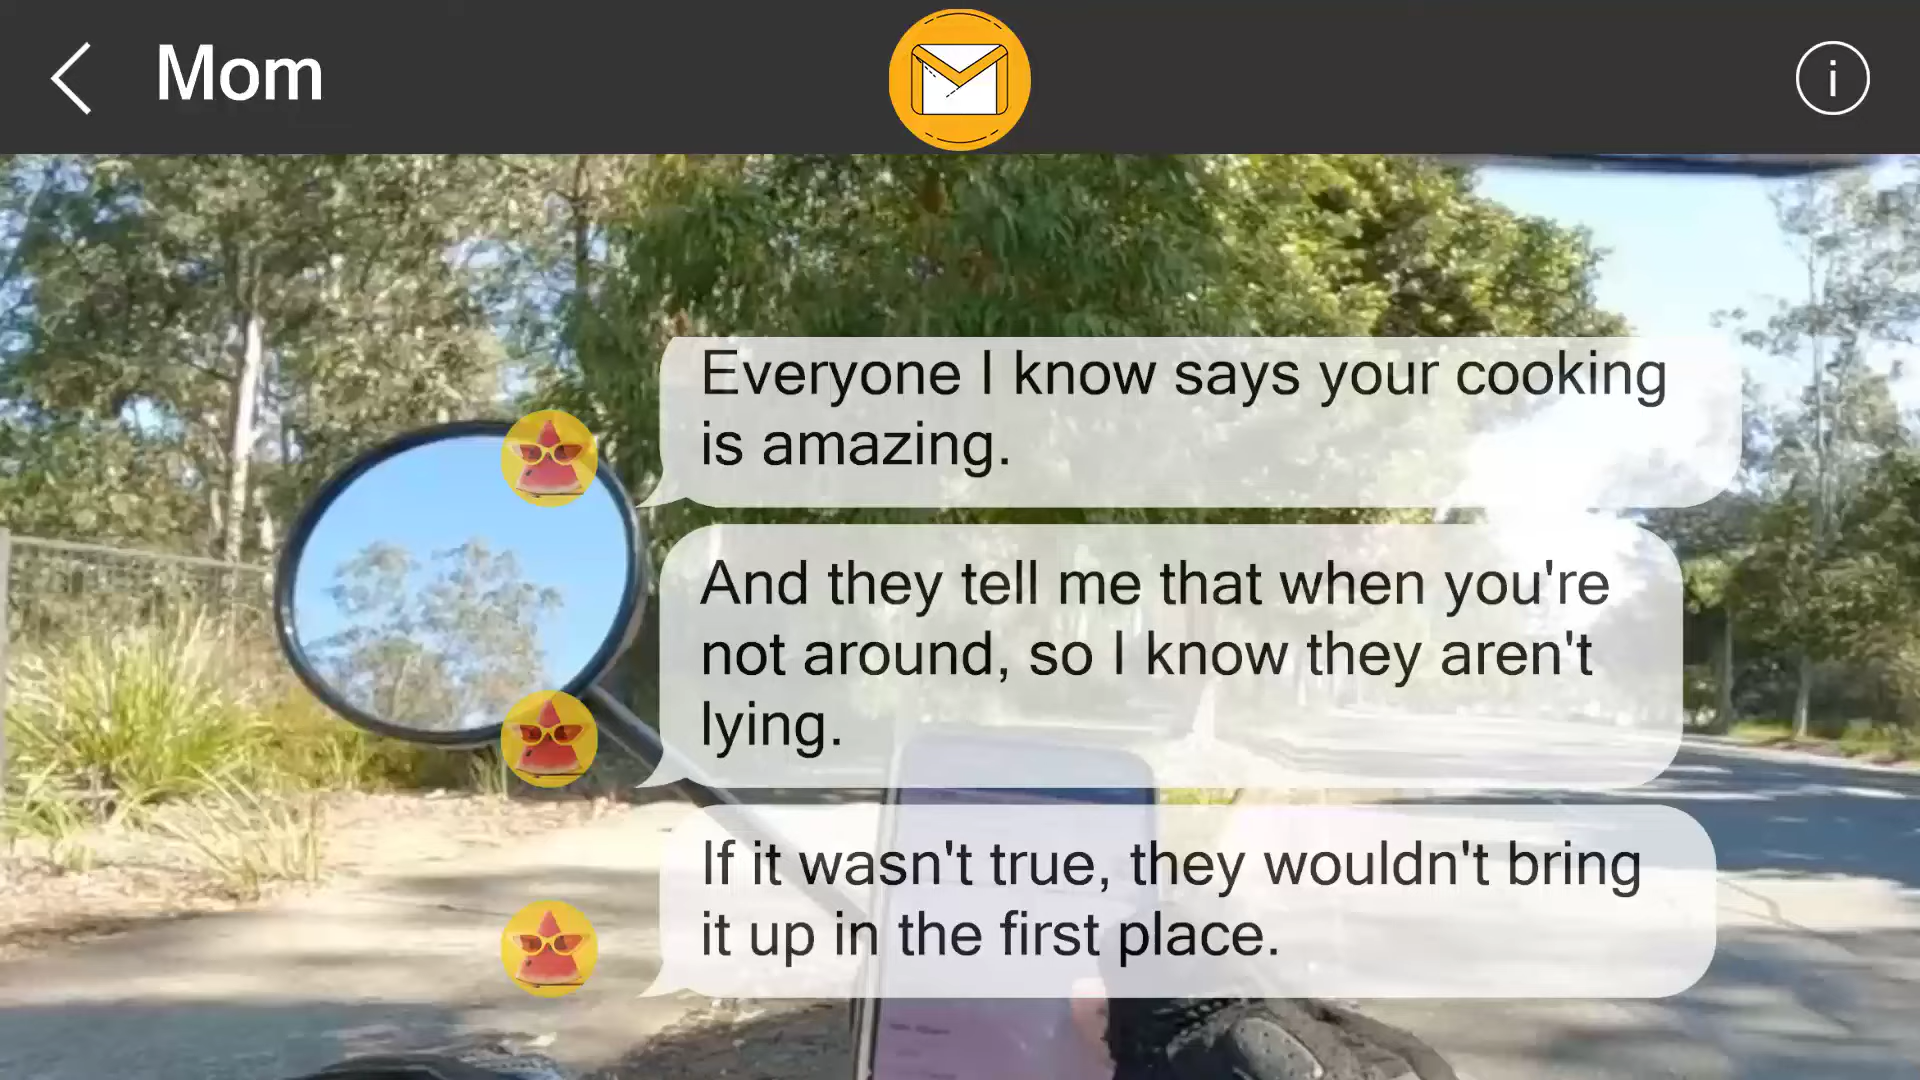 Mom
i
Everyone I know says your cooking
is amazing.
And they tell me that when you're
not around, so I know they aren't
lying.
If it wasn't true, they wouldn't bring
it up in the first place.